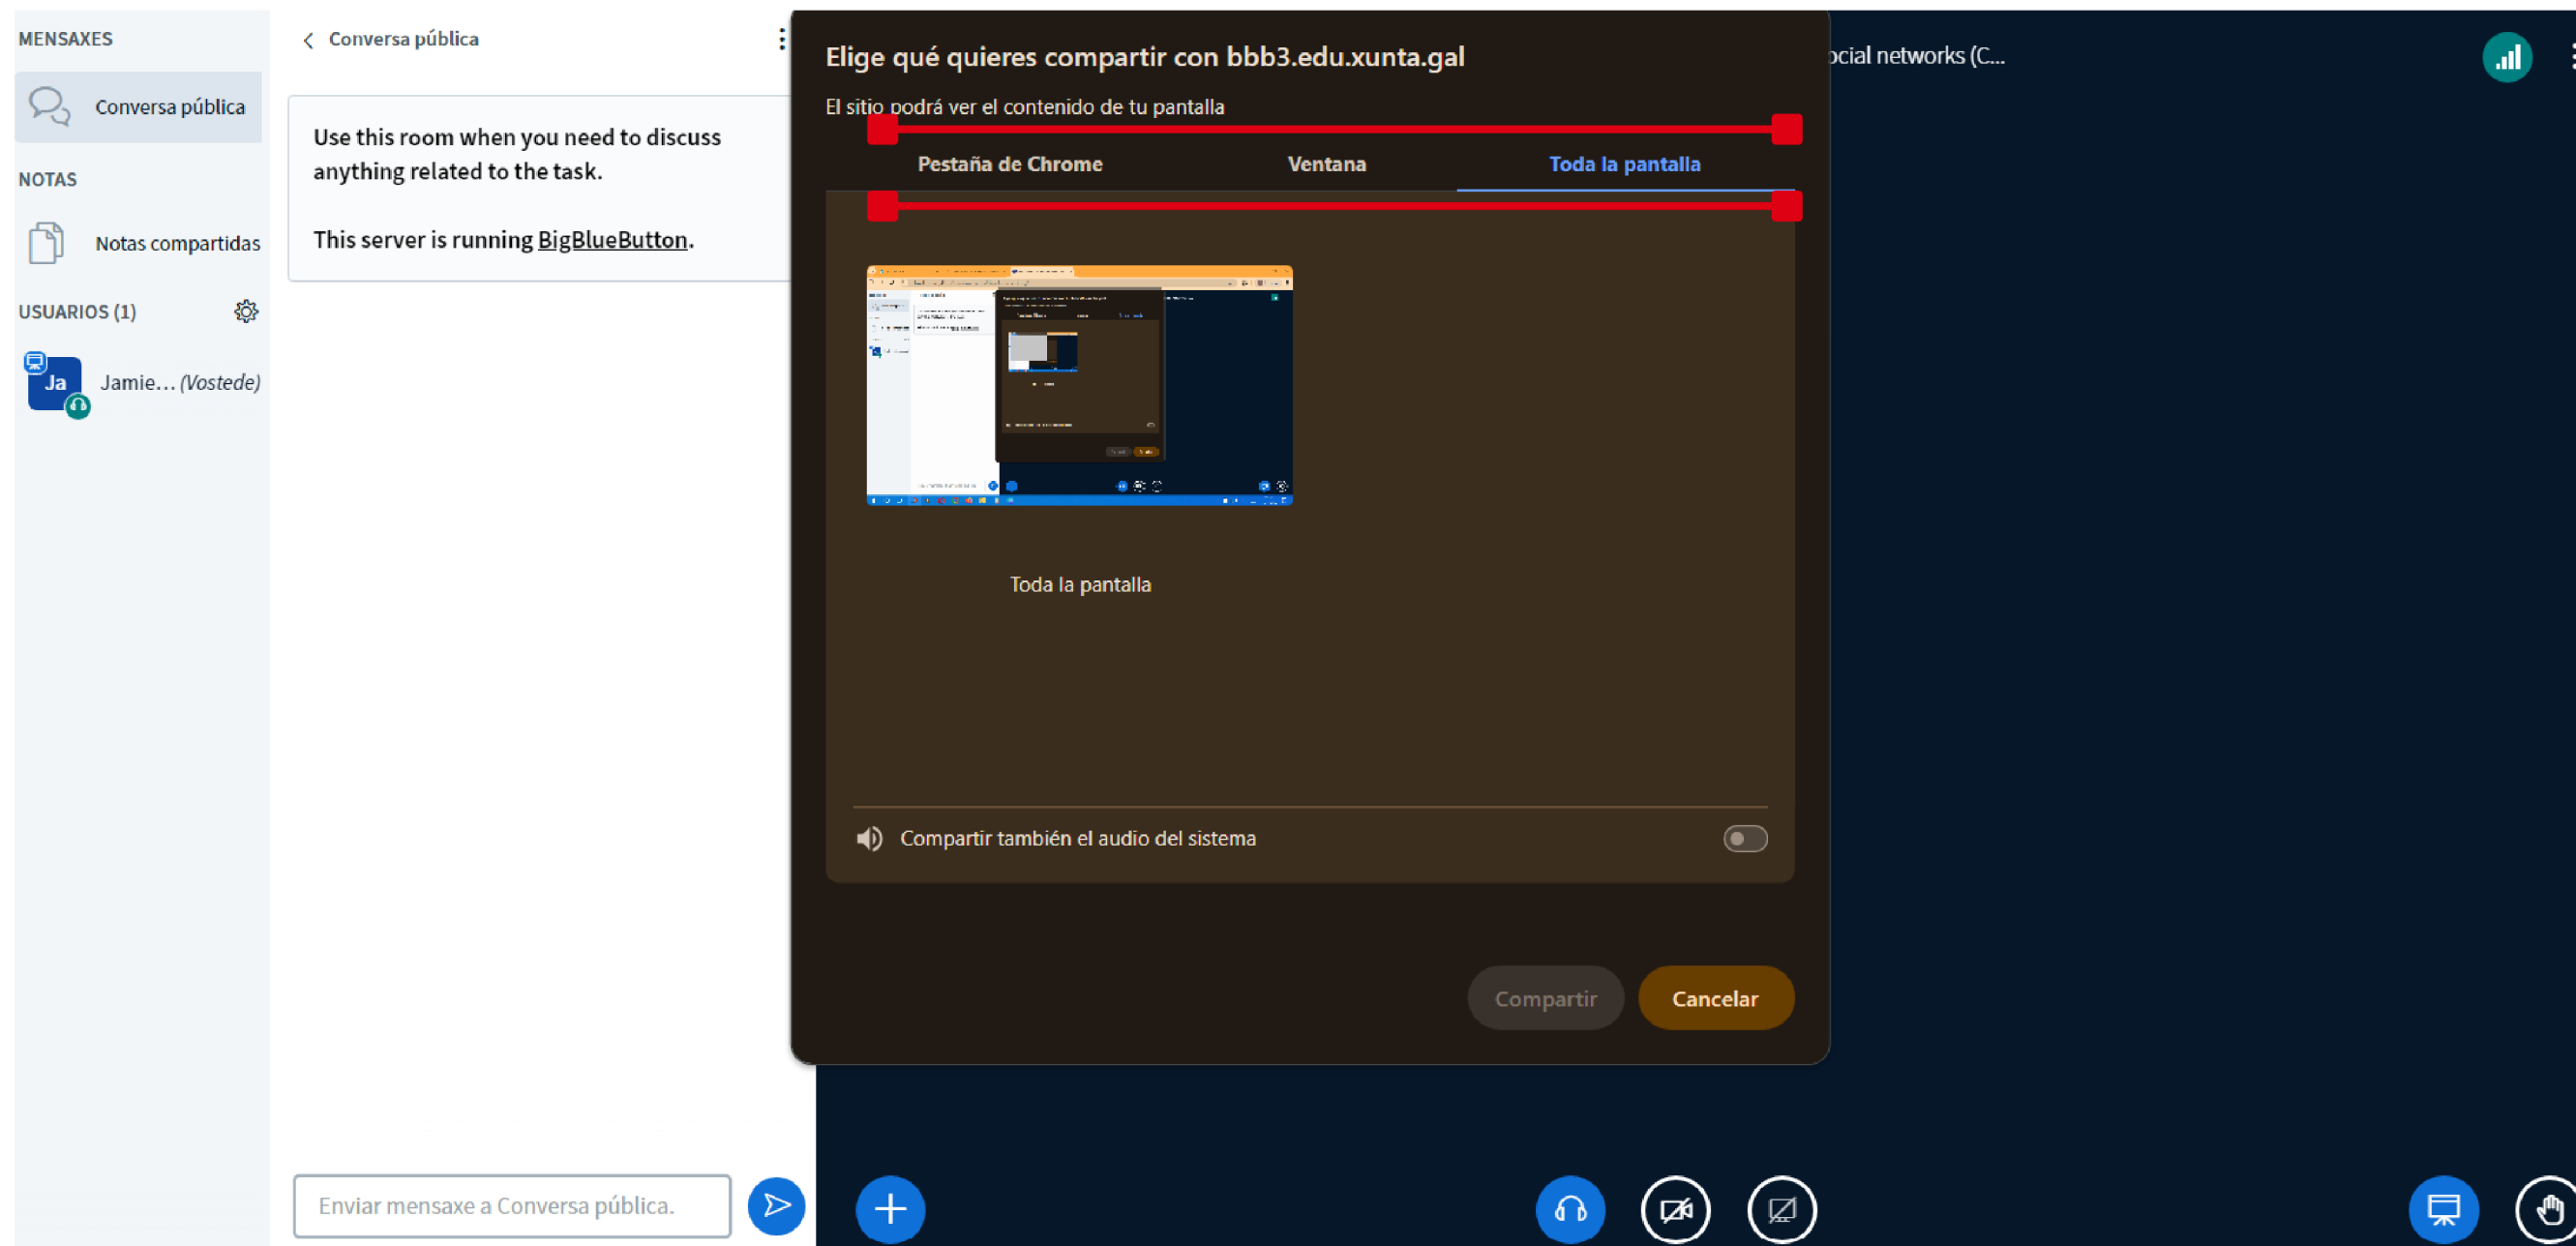 MENSAXES
Conversa pública
NOTAS
Notas compartidas
USUARIOS (1)
Ja
Jamie... (Vostede)
Conversa pública
Use this room when you need to discuss
anything related to the task.
This server is running BigBlueButton.
Enviar mensaxe a Conversa pública.
Elige qué quieres compartir con bbb3.edu.xunta.gal
El sitio podrá ver el contenido de tu pantalla
Pestaña de Chrome
Ventana
Toda la pantalla
Toda la pantalla
Compartir también el audio del sistema
Compartir
Cancelar
ocial networks (C...